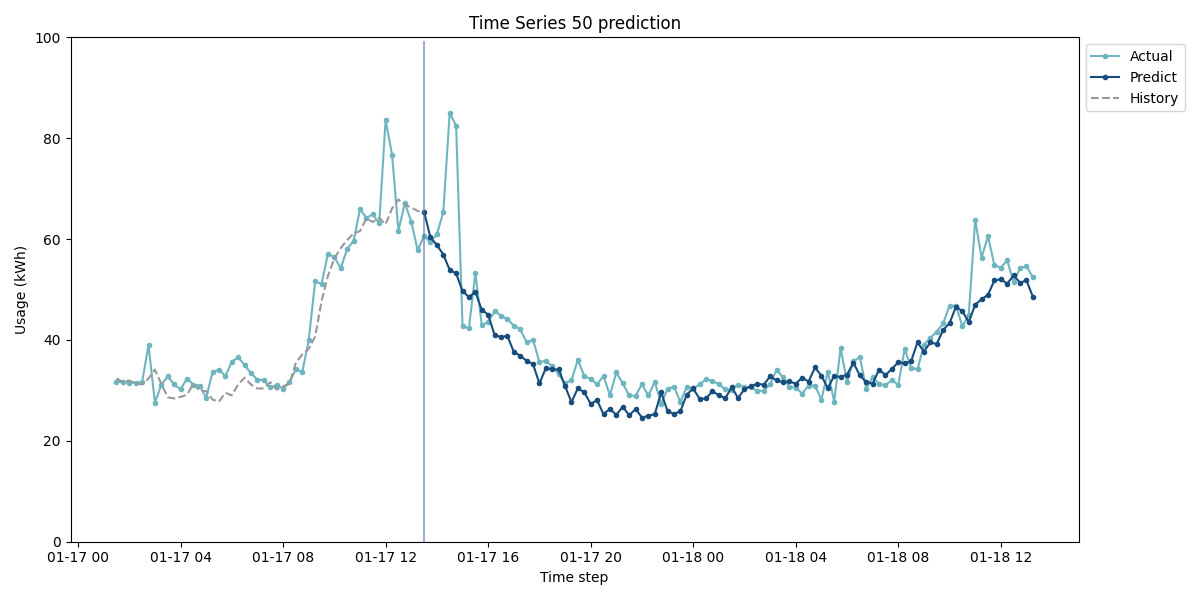 Time Series 50 prediction
100
80
60
40
20
0
Usage (kWh)
01-17 00
01-17 04
01-17 08
01-17 12
01-17 16
01-17 20
01-18 00
01-18 04
01-18 08
01-18 12
Time step
Actual
Predict
History